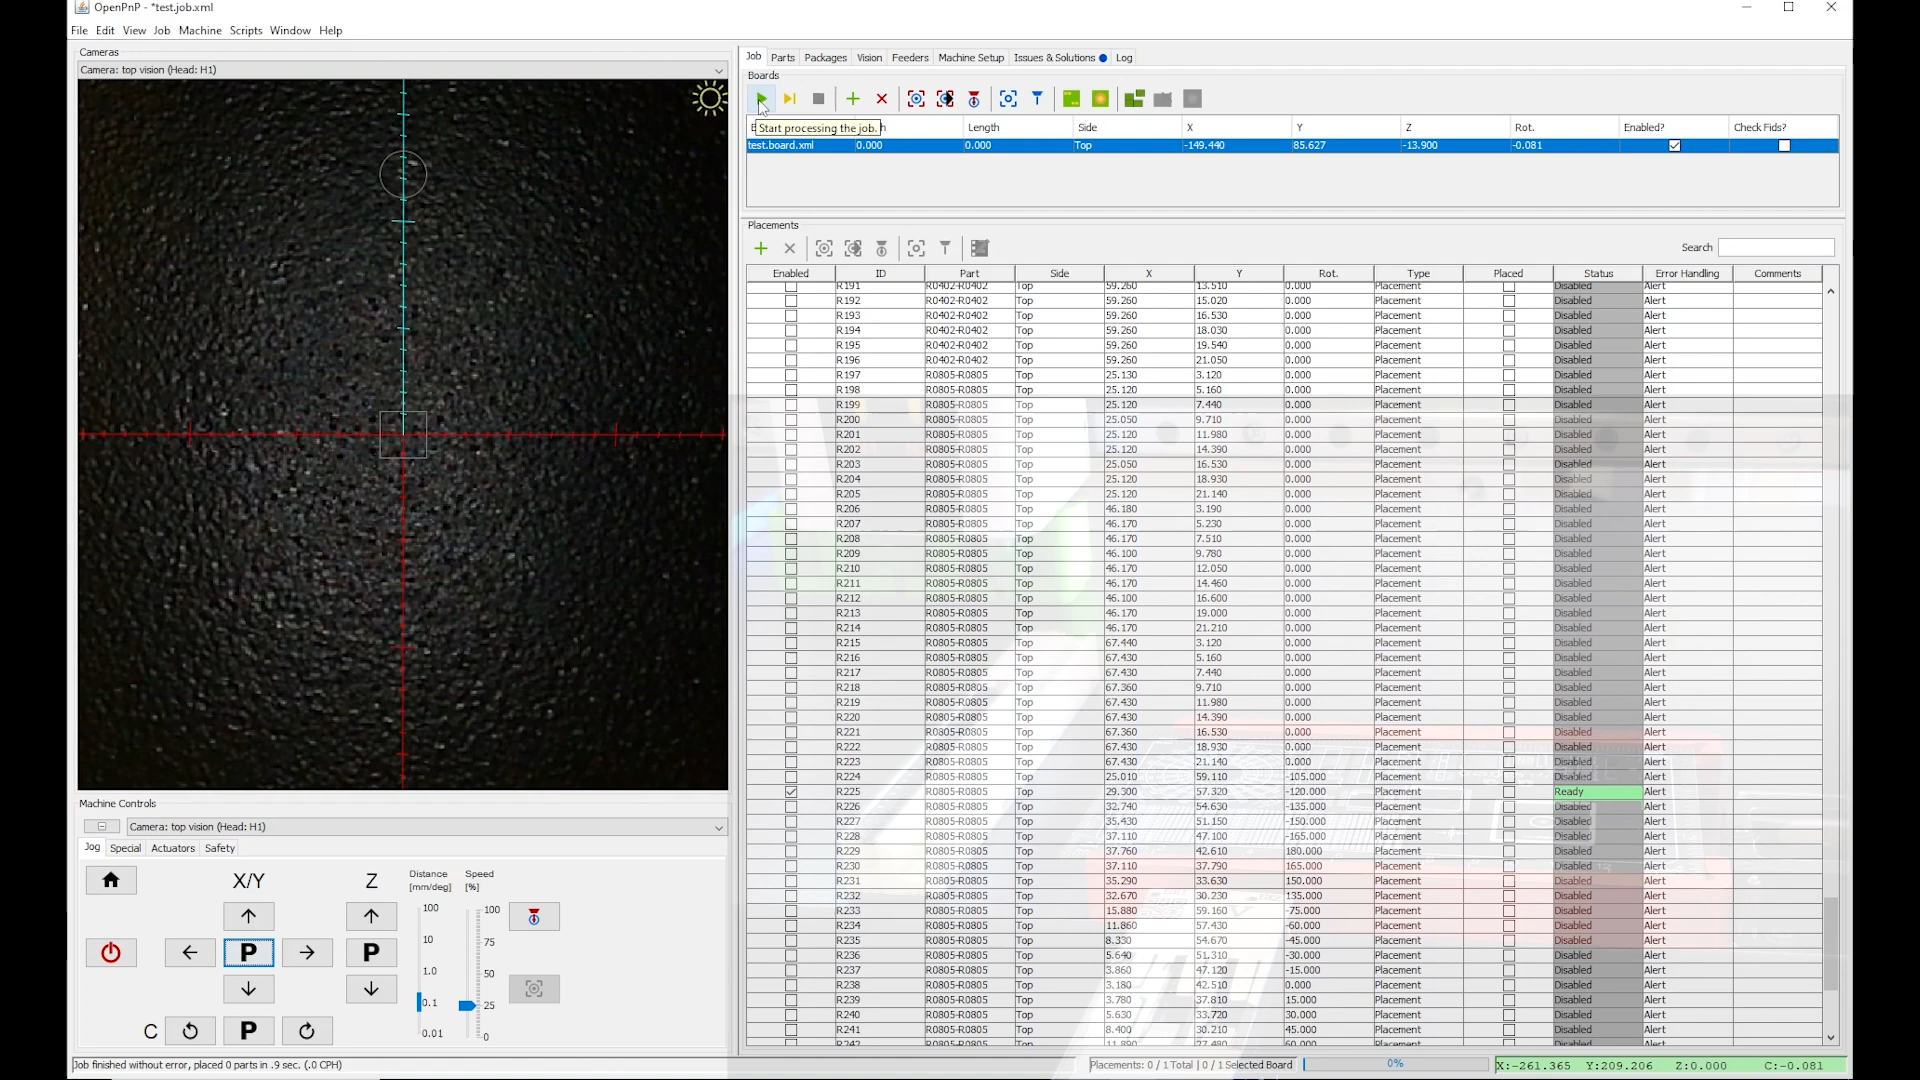 OpenPnP - *test.job.xml
File Edit View Job Machine Scripts Window Help
Cameras
Camera: top vision (Head: H1)
Job Parts Packages Vision Feeders Machine Setup Issues & Solutions Log
Boards
Start processing the job.
Length Side X Y Z Rot. Enabled? Check Fids?
test.board.xml 0.000 0.000 Top -149.440 85.627 -13.900 -0.081
Placements
Search
Enabled ID Part Side X Y Rot. Type Placed Status Error Handling Comments
R191 R0402-R0402 Top 59.260 13.510 0.000 Placement Disabled Alert
R192 R0402-R0402 Top 59.260 15.020 0.000 Placement Disabled Alert
R193 R0402-R0402 Top 59.260 16.530 0.000 Placement Disabled Alert
R194 R0402-R0402 Top 59.260 18.030 0.000 Placement Disabled Alert
R195 R0402-R0402 Top 59.260 19.540 0.000 Placement Disabled Alert
R196 R0402-R0402 Top 59.260 21.050 0.000 Placement Disabled Alert
R197 R0805-R0805 Top 25.130 3.120 0.000 Placement Disabled Alert
R198 R0805-R0805 Top 25.120 5.160 0.000 Placement Disabled Alert
R199 R0805-R0805 Top 25.120 7.440 0.000 Placement Disabled Alert
R200 R0805-R0805 Top 25.050 9.710 0.000 Placement Disabled Alert
R201 R0805-R0805 Top 25.120 11.980 0.000 Placement Disabled Alert
R202 R0805-R0805 Top 25.120 14.390 0.000 Placement Disabled Alert
R203 R0805-R0805 Top 25.050 16.530 0.000 Placement Disabled Alert
R204 R0805-R0805 Top 25.120 18.930 0.000 Placement Disabled Alert
R205 R0805-R0805 Top 25.120 21.140 0.000 Placement Disabled Alert
R206 R0805-R0805 Top 46.180 3.190 0.000 Placement Disabled Alert
R207 R0805-R0805 Top 46.170 5.230 0.000 Placement Disabled Alert
R208 R0805-R0805 Top 46.170 7.510 0.000 Placement Disabled Alert
R209 R0805-R0805 Top 46.100 9.780 0.000 Placement Disabled Alert
R210 R0805-R0805 Top 46.170 12.050 0.000 Placement Disabled Alert
R211 R0805-R0805 Top 46.170 14.460 0.000 Placement Disabled Alert
R212 R0805-R0805 Top 46.100 16.600 0.000 Placement Disabled Alert
R213 R0805-R0805 Top 46.170 19.000 0.000 Placement Disabled Alert
R214 R0805-R0805 Top 46.170 21.210 0.000 Placement Disabled Alert
R215 R0805-R0805 Top 67.440 3.120 0.000 Placement Disabled Alert
R216 R0805-R0805 Top 67.430 5.160 0.000 Placement Disabled Alert
R217 R0805-R0805 Top 67.430 7.440 0.000 Placement Disabled Alert
R218 R0805-R0805 Top 67.360 9.710 0.000 Placement Disabled Alert
R219 R0805-R0805 Top 67.430 11.980 0.000 Placement Disabled Alert
R220 R0805-R0805 Top 67.430 14.390 0.000 Placement Disabled Alert
R221 R0805-R0805 Top 67.360 16.530 0.000 Placement Disabled Alert
R222 R0805-R0805 Top 67.430 18.930 0.000 Placement Disabled Alert
R223 R0805-R0805 Top 67.430 21.140 0.000 Placement Disabled Alert
R224 R0805-R0805 Top 25.010 59.110 -105.000 Placement Disabled Alert
R225 R0805-R0805 Top 29.300 57.320 -120.000 Placement Ready Alert
R226 R0805-R0805 Top 32.740 54.630 -135.000 Placement Disabled Alert
R227 R0805-R0805 Top 35.430 51.150 -150.000 Placement Disabled Alert
R228 R0805-R0805 Top 37.110 47.100 -165.000 Placement Disabled Alert
R229 R0805-R0805 Top 37.760 42.610 180.000 Placement Disabled Alert
R230 R0805-R0805 Top 37.110 37.790 165.000 Placement Disabled Alert
R231 R0805-R0805 Top 35.290 33.630 150.000 Placement Disabled Alert
R232 R0805-R0805 Top 32.670 30.230 135.000 Placement Disabled Alert
R233 R0805-R0805 Top 15.880 59.160 -75.000 Placement Disabled Alert
R234 R0805-R0805 Top 11.860 57.430 -60.000 Placement Disabled Alert
R235 R0805-R0805 Top 8.330 54.670 -45.000 Placement Disabled Alert
R236 R0805-R0805 Top 5.640 51.310 -30.000 Placement Disabled Alert
R237 R0805-R0805 Top 3.860 47.120 -15.000 Placement Disabled Alert
R238 R0805-R0805 Top 3.180 42.510 0.000 Placement Disabled Alert
R239 R0805-R0805 Top 3.780 37.810 15.000 Placement Disabled Alert
R240 R0805-R0805 Top 5.630 33.720 30.000 Placement Disabled Alert
R241 R0805-R0805 Top 8.400 30.210 45.000 Placement Disabled Alert
R242 R0805-R0805 Top 11.890 27.480 60.000 Placement Disabled Alert
Machine Controls
Camera: top vision (Head: H1)
Jog Special Actuators Safety
X/Y Z Distance [mm/deg] Speed [%]
100 100
10 75
P P
1.0 50
0.1 25
C P 0.01 0
Job finished without error, placed 0 parts in .9 sec. (.0 CPH)
Placements: 0 / 1 Total | 0 / 1 Selected Board
0%
X:-261.365 Y:209.206 Z:0.000 C:-0.081